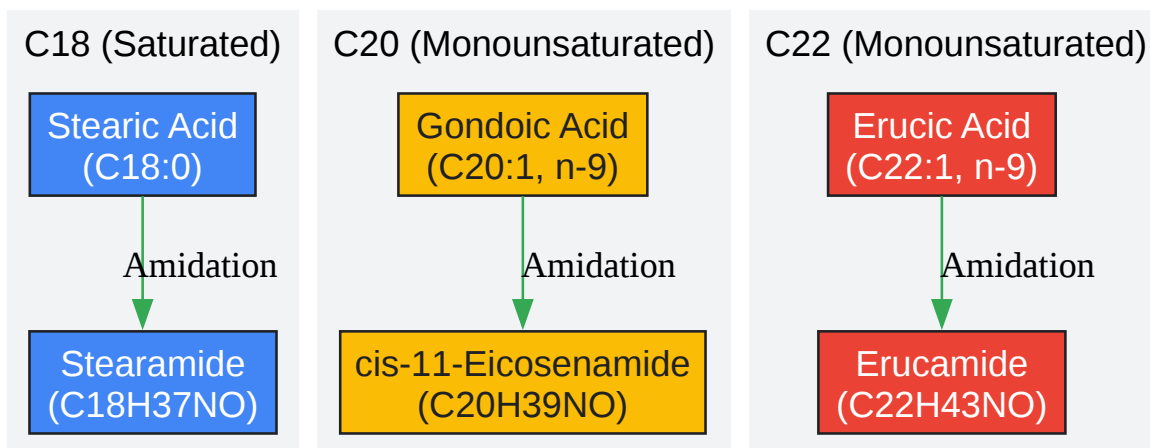 C18 (Saturated)
Stearic Acid
(C18:0)
Amidation
Stearamide
(C18H37NO)
C20 (Monounsaturated)
Gondoic Acid
(C20:1, n-9)
Amidation
cis-11-Eicosenamide
(C20H39NO)
C22 (Monounsaturated)
Erucic Acid
(C22:1, n-9)
Amidation
Erucamide
(C22H43NO)